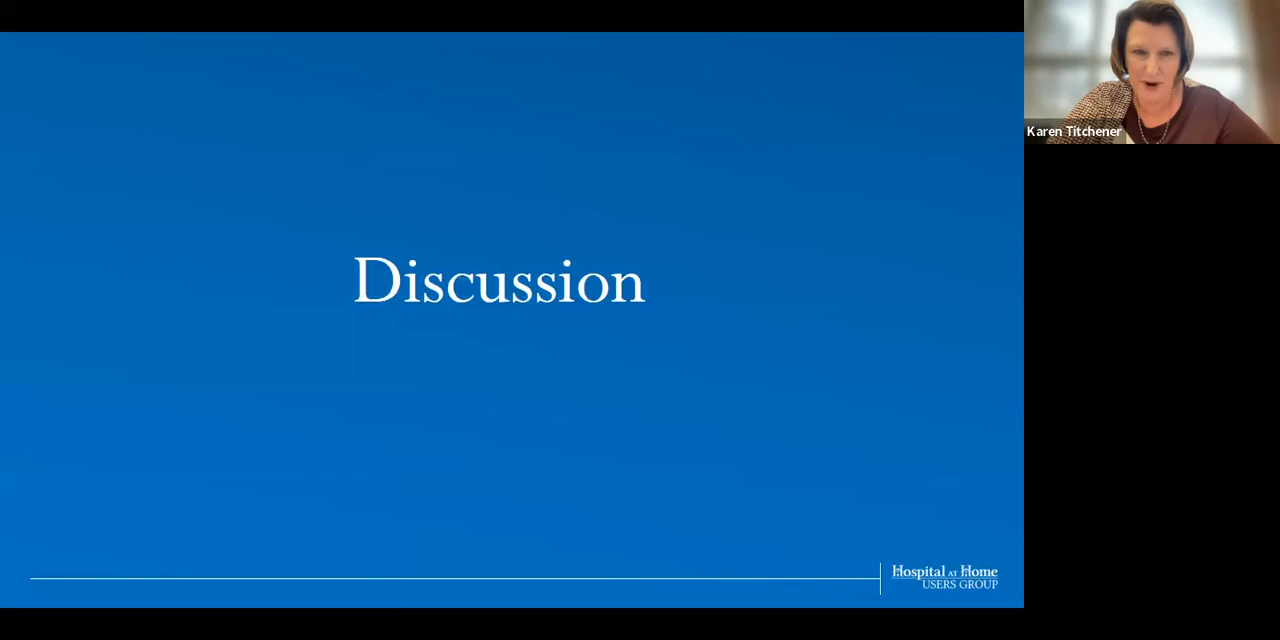 Karen Titchener
Discussion
Hospital AT Home
USERS GROUP